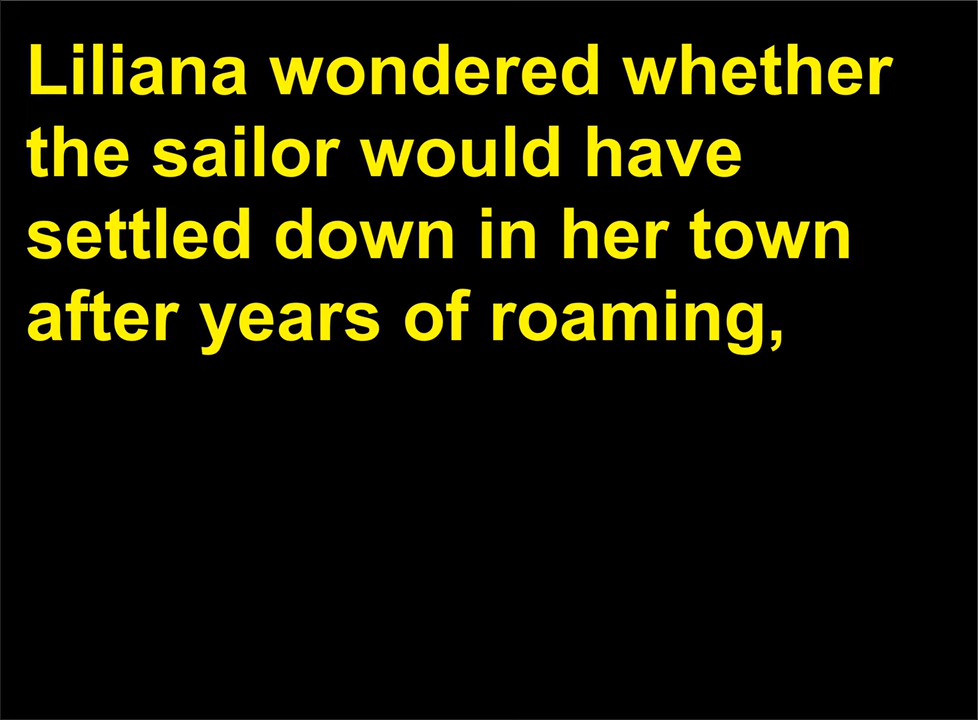 Liliana wondered whether
the sailor would have
settled down in her town
after years of roaming,